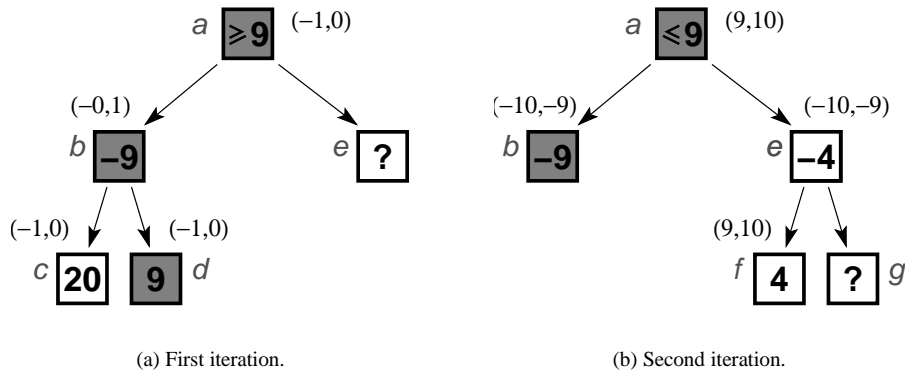 a ⩾9 (−1,0)
(−0,1)
b −9
e ?
(−1,0) (−1,0)
c 20 9 d
(a) First iteration.
a ⩽9 (9,10)
(−10,−9) (−10,−9)
b −9
e −4
(9,10)
f 4 ? g
(b) Second iteration.